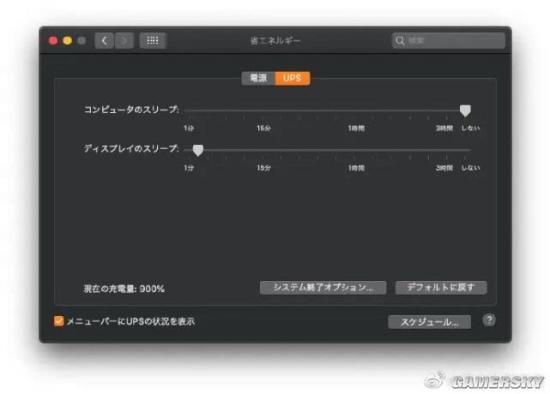 省エネルギー
検索
電源 UPS
コンピュータのスリープ:
1分 15分 1時間 3時間 しない
ディスプレイのスリープ:
1分 15分 1時間 3時間 しない
現在の充電量: 900% システム終了オプション... デフォルトに戻す
メニューバーにUPSの状況を表示 スケジュール... ?
GAMERSKY